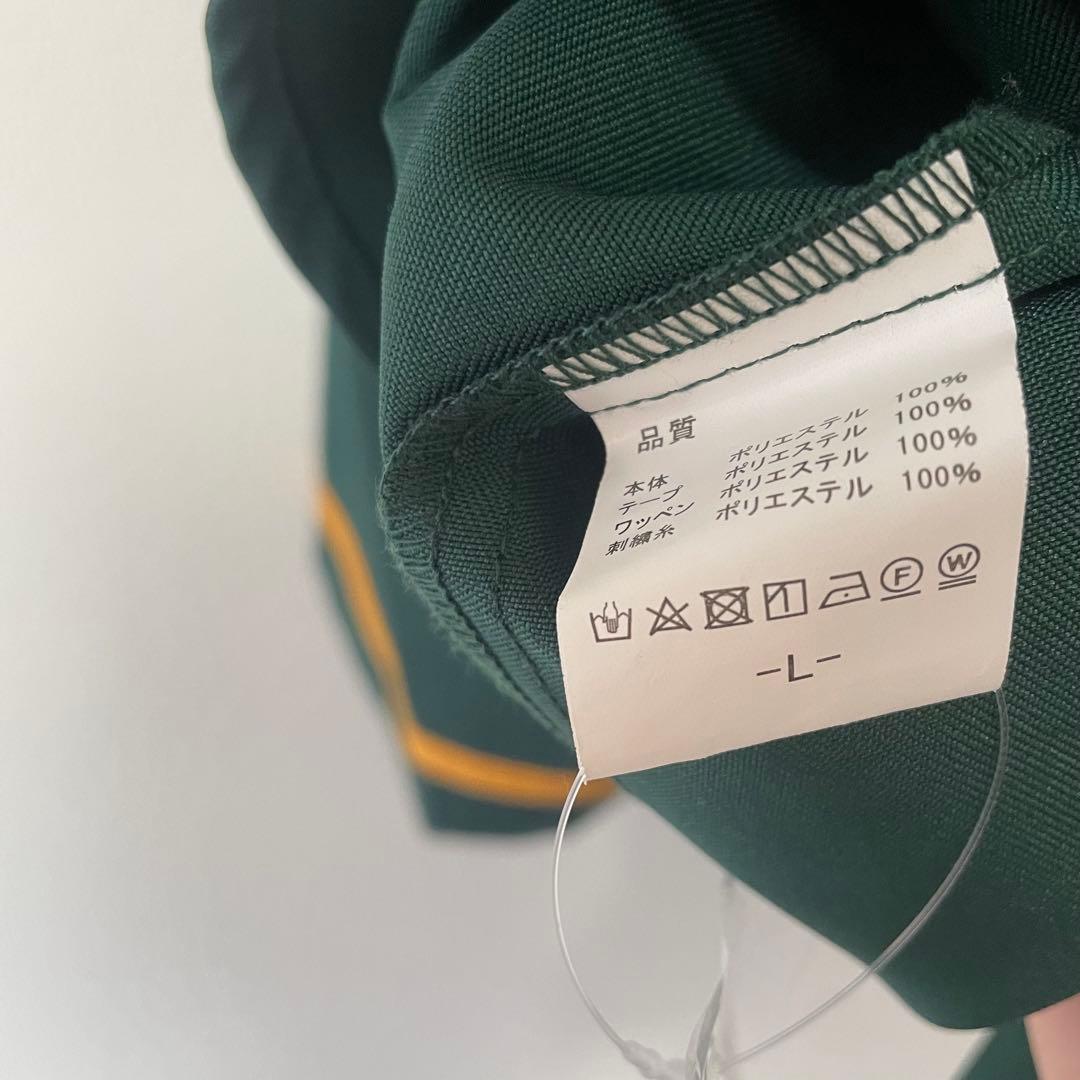 品質
本体 ポリエステル 100%
テープ ポリエステル 100%
ワッペン ポリエステル 100%
刺繍糸 ポリエステル 100%
F W
-L-